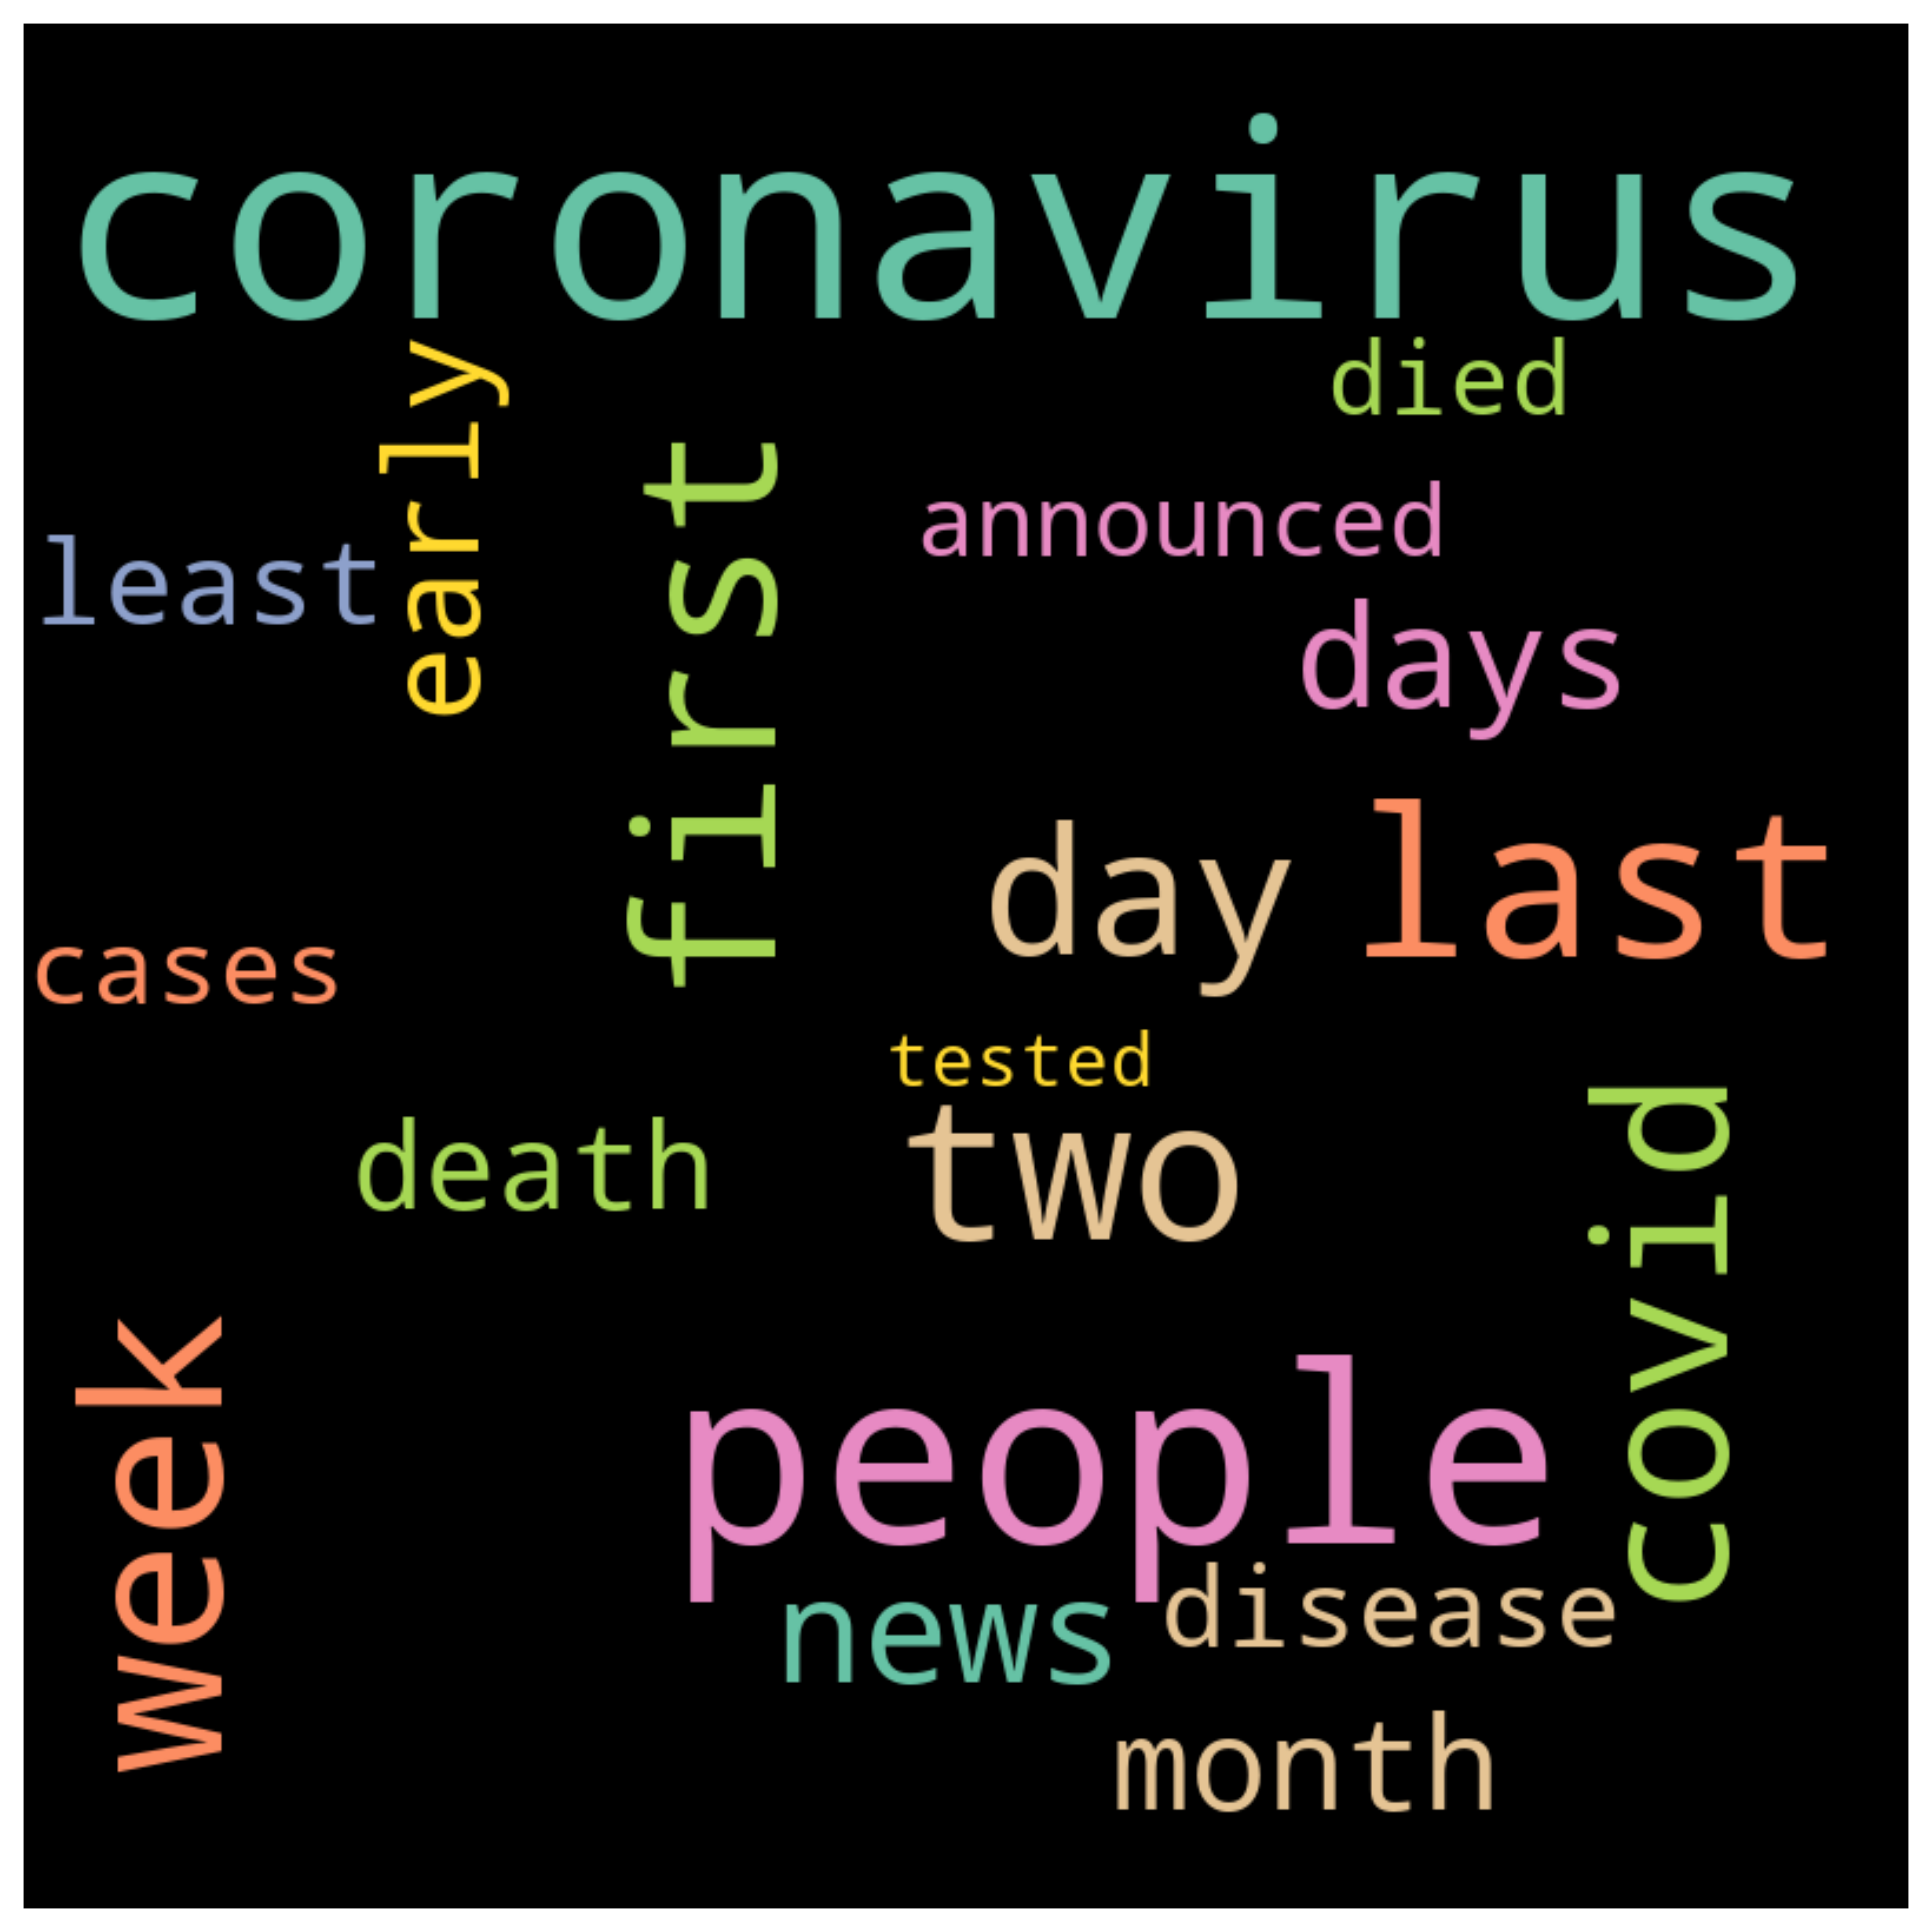 coronavirus
died
early
first
announced
least
days
day
last
cases
tested
covid
death
two
week
people
disease
news
month